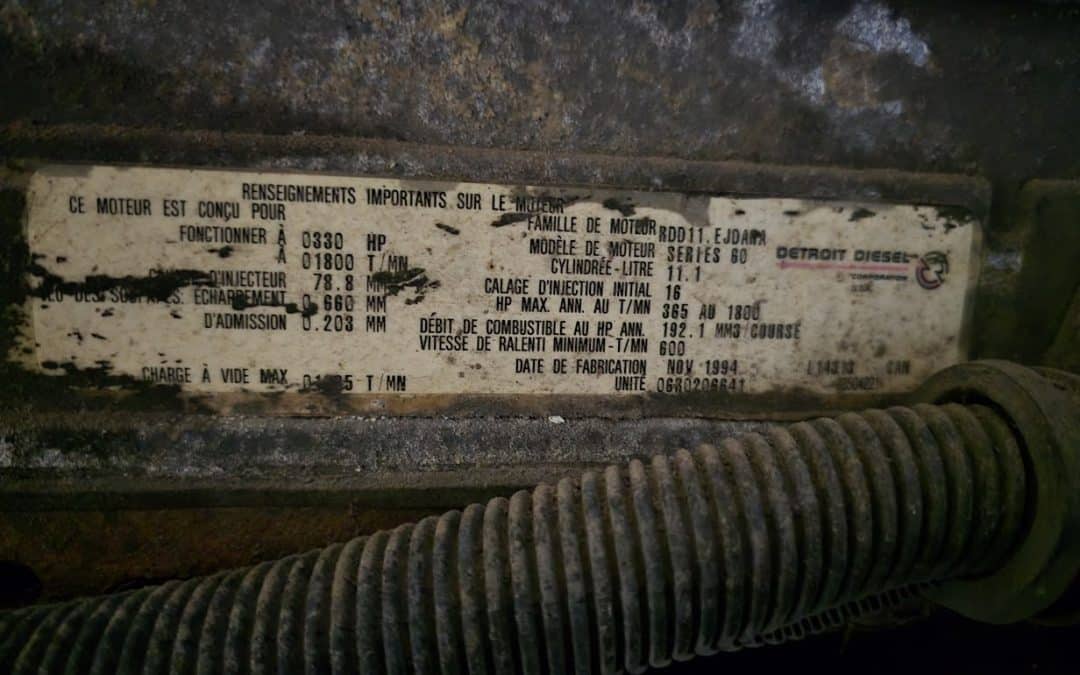 RENSEIGNEMENTS IMPORTANTS SUR LE MOTEUR
CE MOTEUR EST CONÇU POUR
FONCTIONNER À 0330 HP
À 01800 T/MN
D'INJECTEUR 78.8 MM
ÉCHAPPEMENT 0.660 MM
D'ADMISSION 0.203 MM
CHARGE À VIDE MAX T/MN
FAMILLE DE MOTEUR RDD11.EJDARA
MODÈLE DE MOTEUR SERIES 60
CYLINDRÉE-LITRE 11.1
CALAGE D'INJECTION INITIAL 16
HP MAX. ANN. AU T/MN 365 AU 1800
DÉBIT DE COMBUSTIBLE AU HP ANN. 192.1 MM3/COURSE
VITESSE DE RALENTI MINIMUM-T/MN 600
DATE DE FABRICATION NOV 1994
UNITÉ 06R0206641
DETROIT DIESEL
CORPORATION
CAN